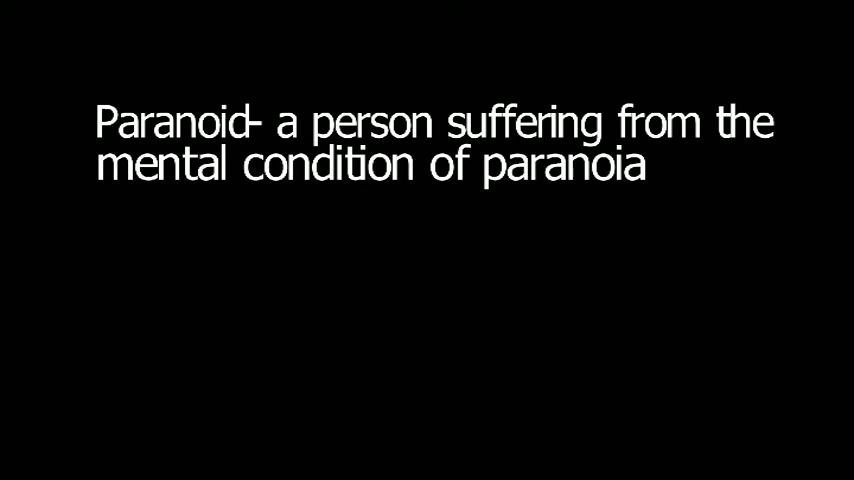 Paranoid- a person suffering from the
mental condition of paranoia